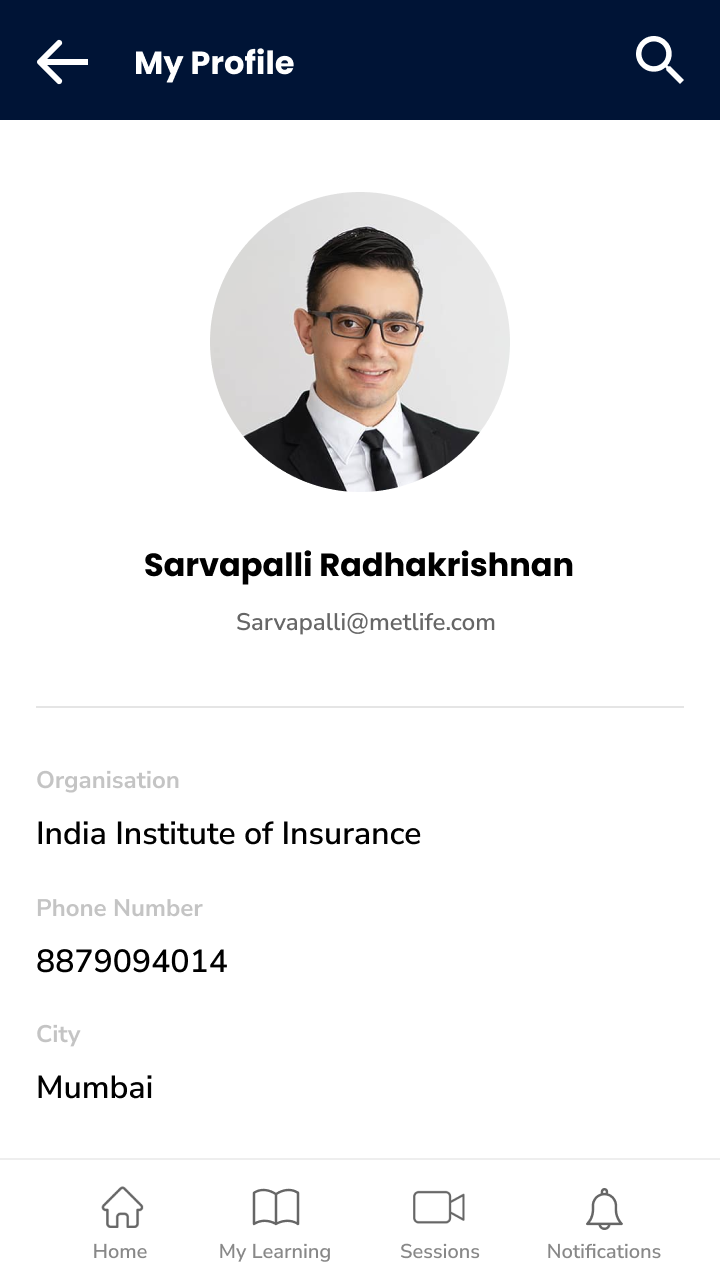 My Profile
Sarvapalli Radhakrishnan
Sarvapalli@metlife.com
Organisation
India Institute of Insurance
Phone Number
8879094014
City
Mumbai
Home
My Learning
Sessions
Notifications